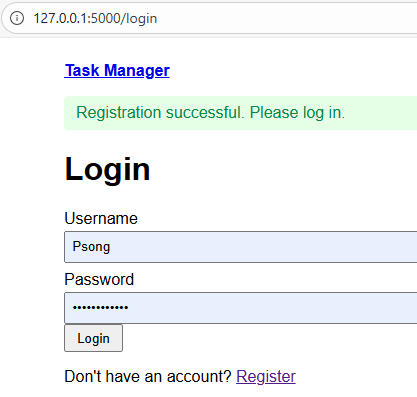 127.0.0.1:5000/login
Task Manager
Registration successful. Please log in.
Login
Username
Psong
Password
••••••••••••
Login
Don't have an account? Register